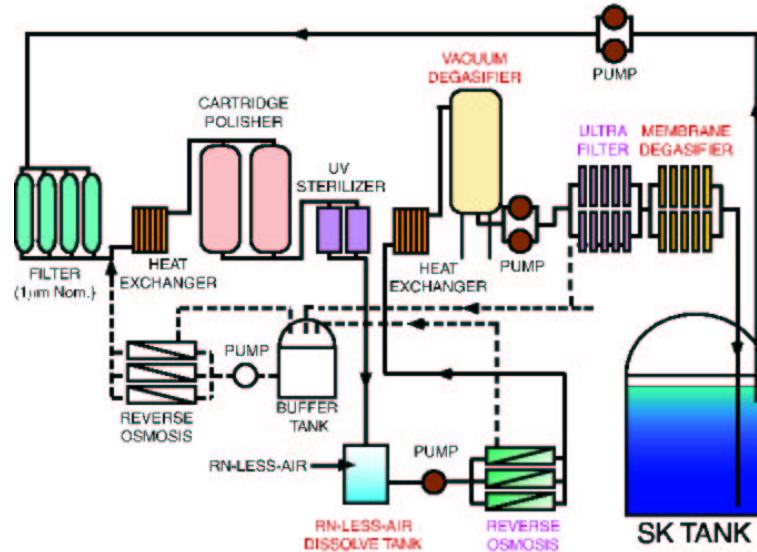 PUMP
VACUUM
DEGASIFIER
CARTRIDGE
POLISHER
ULTRA
FILTER
MEMBRANE
DEGASIFIER
UV
STERILIZER
FILTER
(1μm Nom.)
HEAT
EXCHANGER
HEAT
EXCHANGER
PUMP
PUMP
REVERSE
OSMOSIS
BUFFER
TANK
RN-LESS-AIR
PUMP
RN-LESS-AIR
DISSOLVE TANK
REVERSE
OSMOSIS
SK TANK